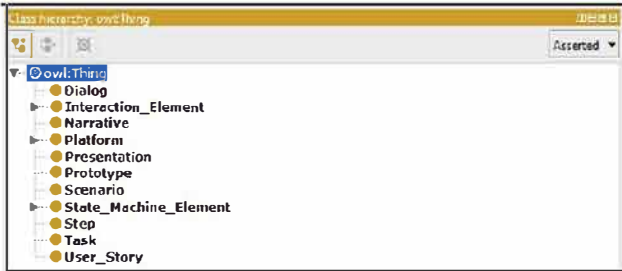 Class hierarchy: owl:Thing
Asserted
owl:Thing
Dialog
Interaction_Element
Narrative
Platform
Presentation
Prototype
Scenario
State_Machine_Element
Step
Task
User_Story